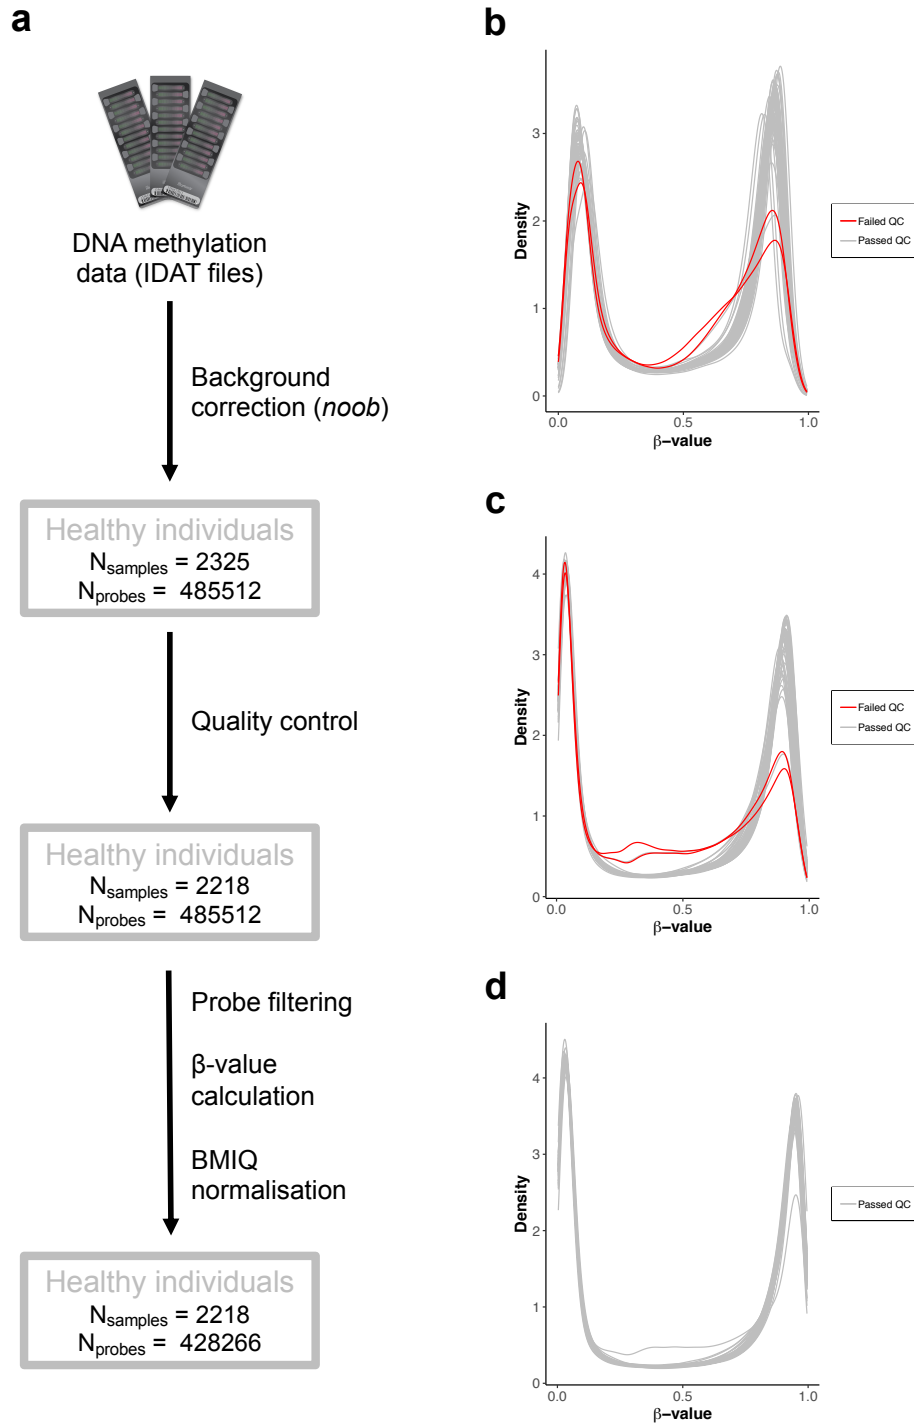 a
DNA methylation
data (IDAT files)
Background
correction (noob)
Healthy individuals
Nsamples = 2325
Nprobes = 485512
Quality control
Healthy individuals
Nsamples = 2218
Nprobes = 485512
Probe filtering
β-value
calculation
BMIQ
normalisation
Healthy individuals
Nsamples = 2218
Nprobes = 428266
b
Density
3
2
1
0
0.0 0.5 1.0
β−value
Failed QC
Passed QC
c
Density
4
3
2
1
0
0.0 0.5 1.0
β−value
Failed QC
Passed QC
d
Density
4
3
2
1
0
0.0 0.5 1.0
β−value
Passed QC